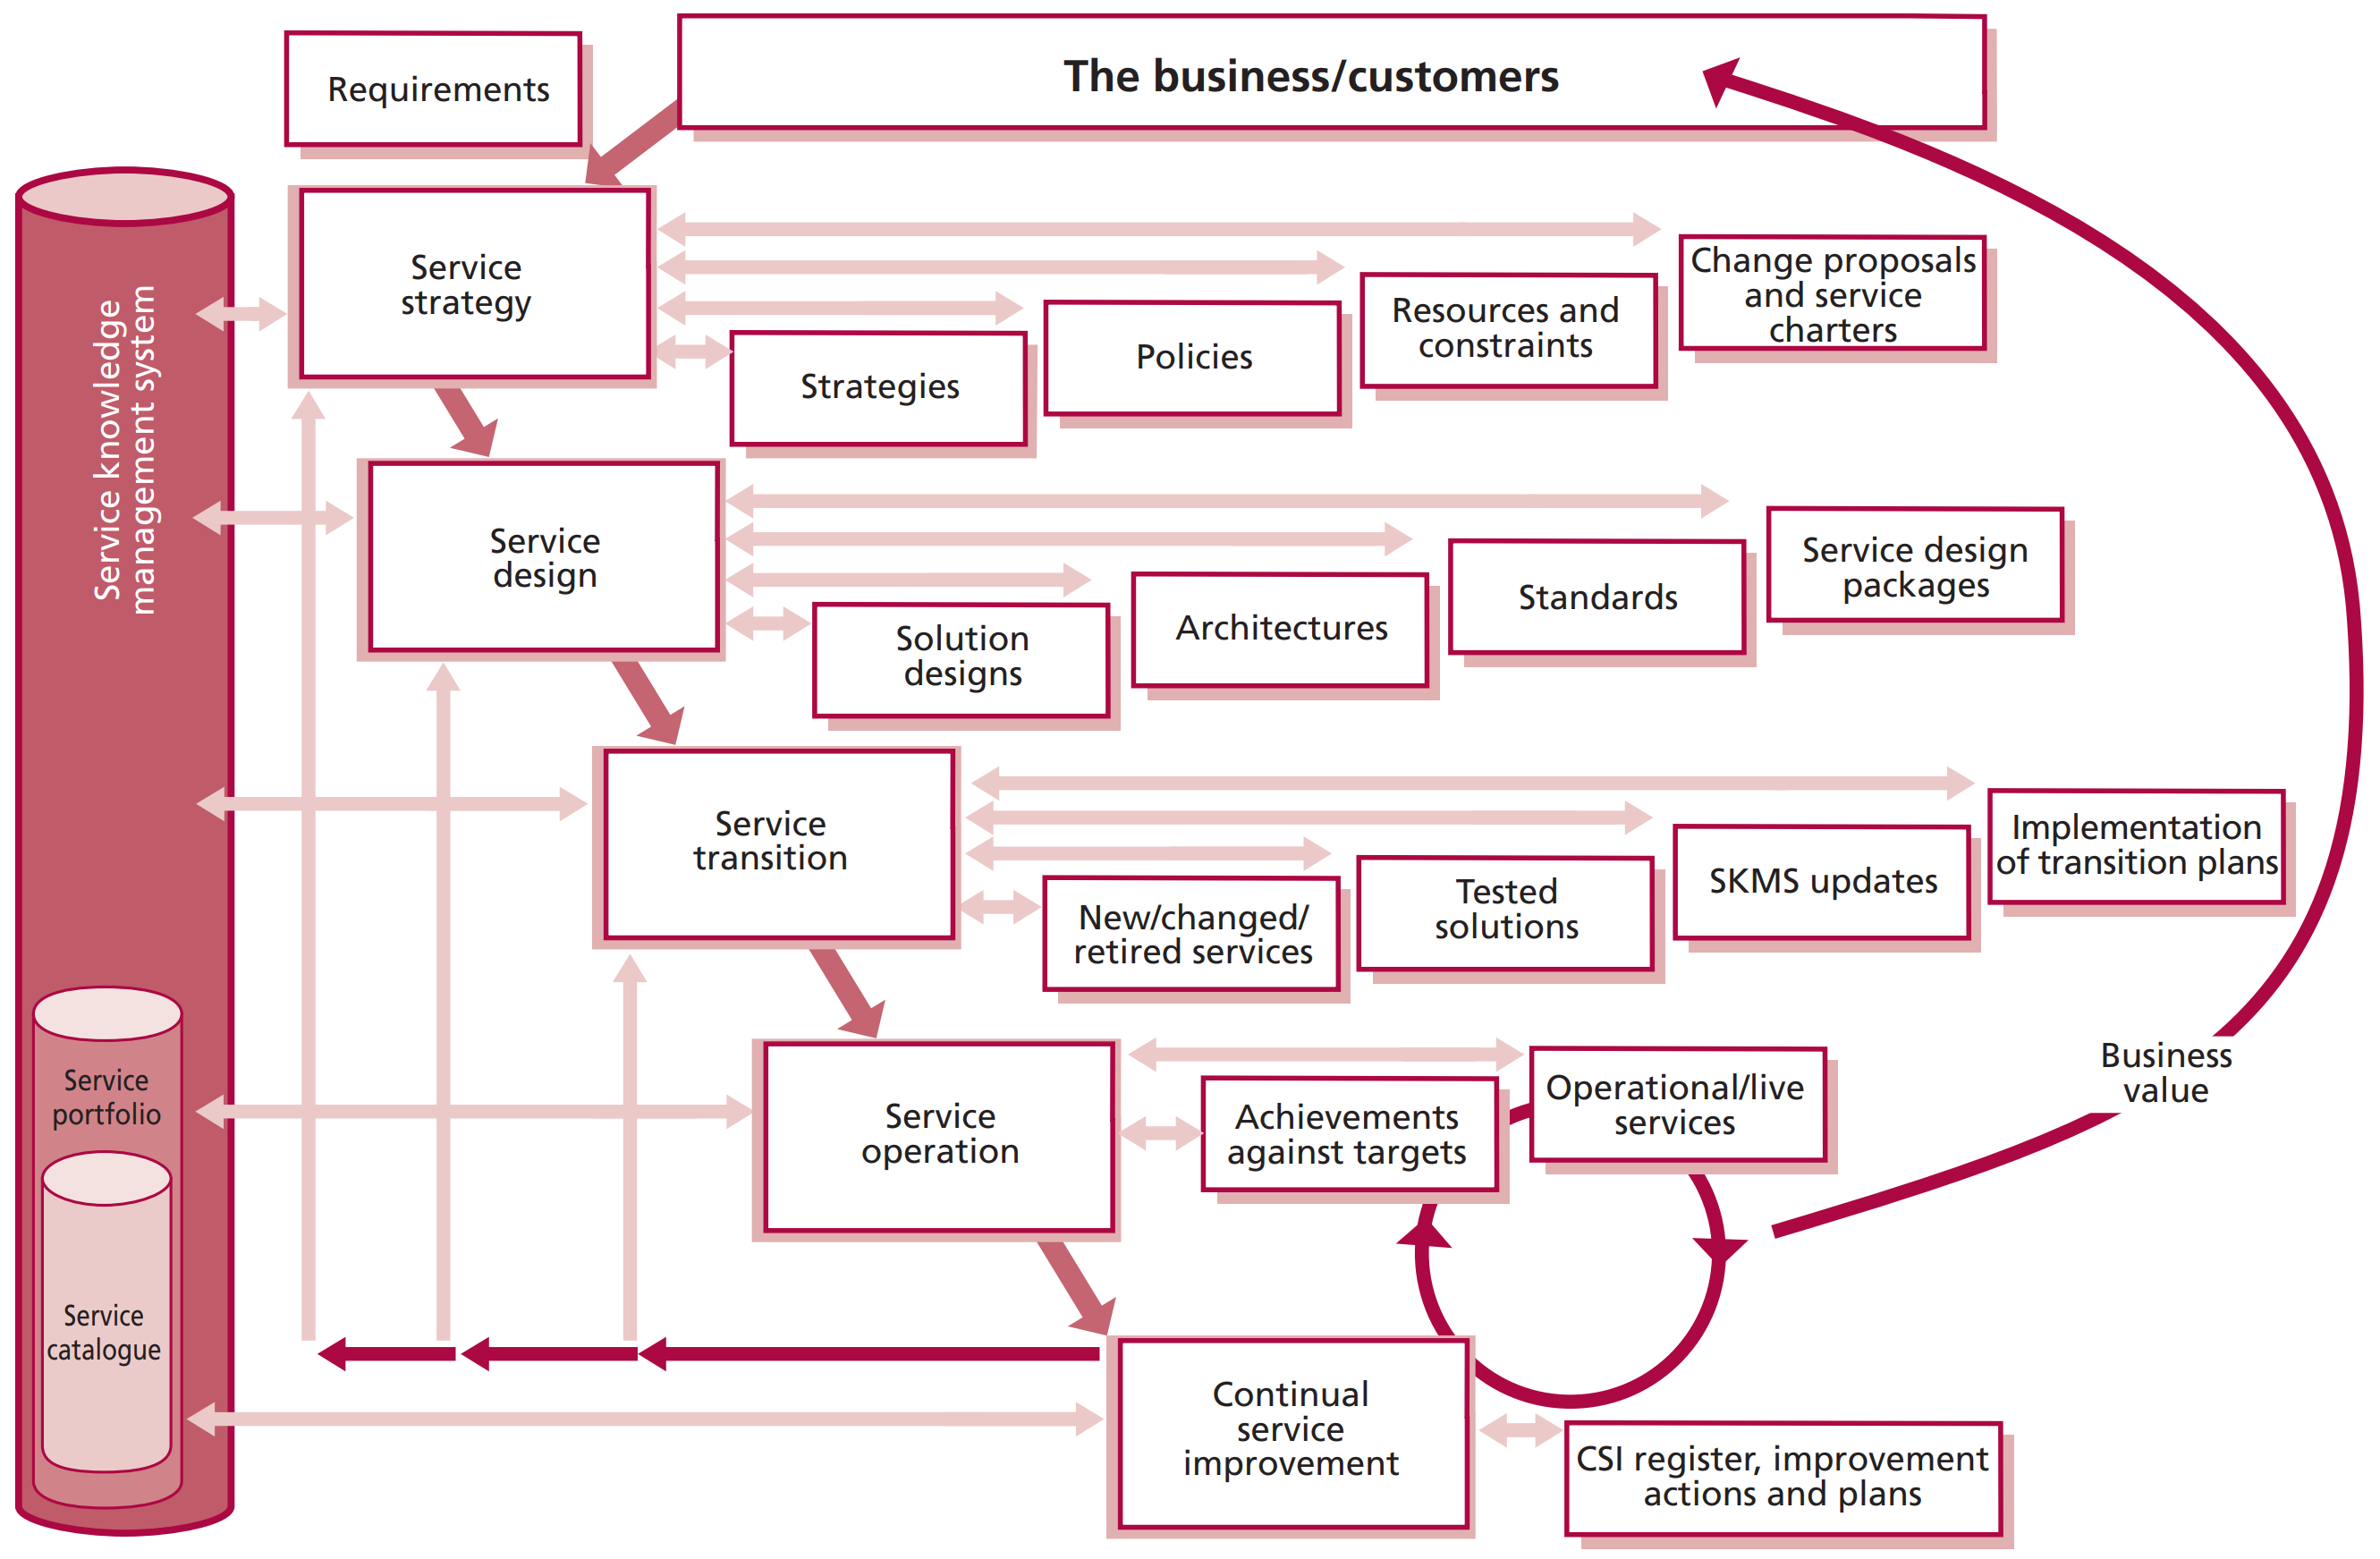 Requirements
The business/customers
Service
strategy
Change proposals
and service
charters
Resources and
constraints
Policies
Strategies
Service knowledge
management system
Service
design
Service design
packages
Standards
Architectures
Solution
designs
Service
transition
Implementation
of transition plans
SKMS updates
Tested
solutions
New/changed/
retired services
Service
portfolio
Service
operation
Achievements
against targets
Operational/live
services
Business
value
Service
catalogue
Continual
service
improvement
CSI register, improvement
actions and plans